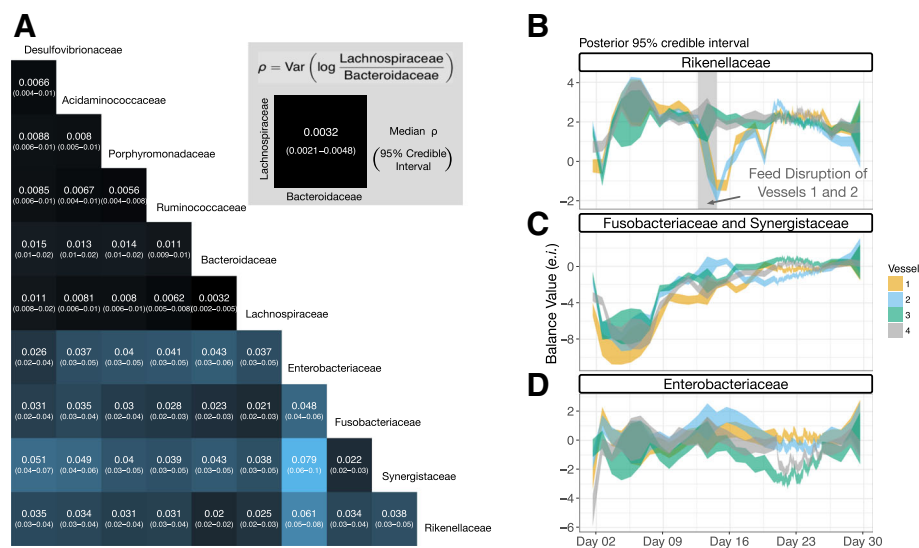 A
Desulfovibrionaceae
0.0066
(0.004–0.01)
Acidaminococcaceae
0.0088 0.008
(0.006–0.01) (0.005–0.01)
Porphyromonadaceae
0.0085 0.0067 0.0056
(0.006–0.01) (0.004–0.01) (0.004–0.008)
Ruminococcaceae
0.015 0.013 0.014 0.011
(0.01–0.02) (0.01–0.02) (0.01–0.02) (0.009–0.01)
Bacteroidaceae
0.011 0.0081 0.008 0.0062 0.0032
(0.008–0.02) (0.006–0.01) (0.006–0.01) (0.005–0.008) (0.002–0.005)
Lachnospiraceae
0.026 0.037 0.04 0.041 0.043 0.037
(0.02–0.04) (0.03–0.05) (0.03–0.05) (0.03–0.05) (0.03–0.06) (0.03–0.05)
Enterobacteriaceae
0.031 0.035 0.03 0.028 0.023 0.021 0.048
(0.02–0.04) (0.03–0.04) (0.02–0.04) (0.02–0.03) (0.02–0.03) (0.02–0.03) (0.04–0.06)
Fusobacteriaceae
0.051 0.049 0.04 0.039 0.043 0.038 0.079 0.022
(0.04–0.07) (0.04–0.06) (0.03–0.05) (0.03–0.05) (0.03–0.05) (0.03–0.05) (0.06–0.1) (0.02–0.03)
Synergistaceae
0.035 0.034 0.031 0.031 0.02 0.025 0.061 0.034 0.038
(0.03–0.04) (0.03–0.04) (0.03–0.04) (0.03–0.04) (0.02–0.02) (0.02–0.03) (0.05–0.08) (0.03–0.04) (0.03–0.05)
Rikenellaceae
ρ = Var ( log Lachnospiraceae
Bacteroidaceae )
Lachnospiraceae
0.0032
(0.0021–0.0048)
Bacteroidaceae
Median ρ
( 95% Credible
Interval )
B
Posterior 95% credible interval
Rikenellaceae
4
2
0
−2
Feed Disruption of
Vessels 1 and 2
C
Fusobacteriaceae and Synergistaceae
0
−4
−8
Balance Value (e.i.)
D
Enterobacteriaceae
2
0
−2
−4
−6
Day 02 Day 09 Day 16 Day 23 Day 30
Vessel
1
2
3
4